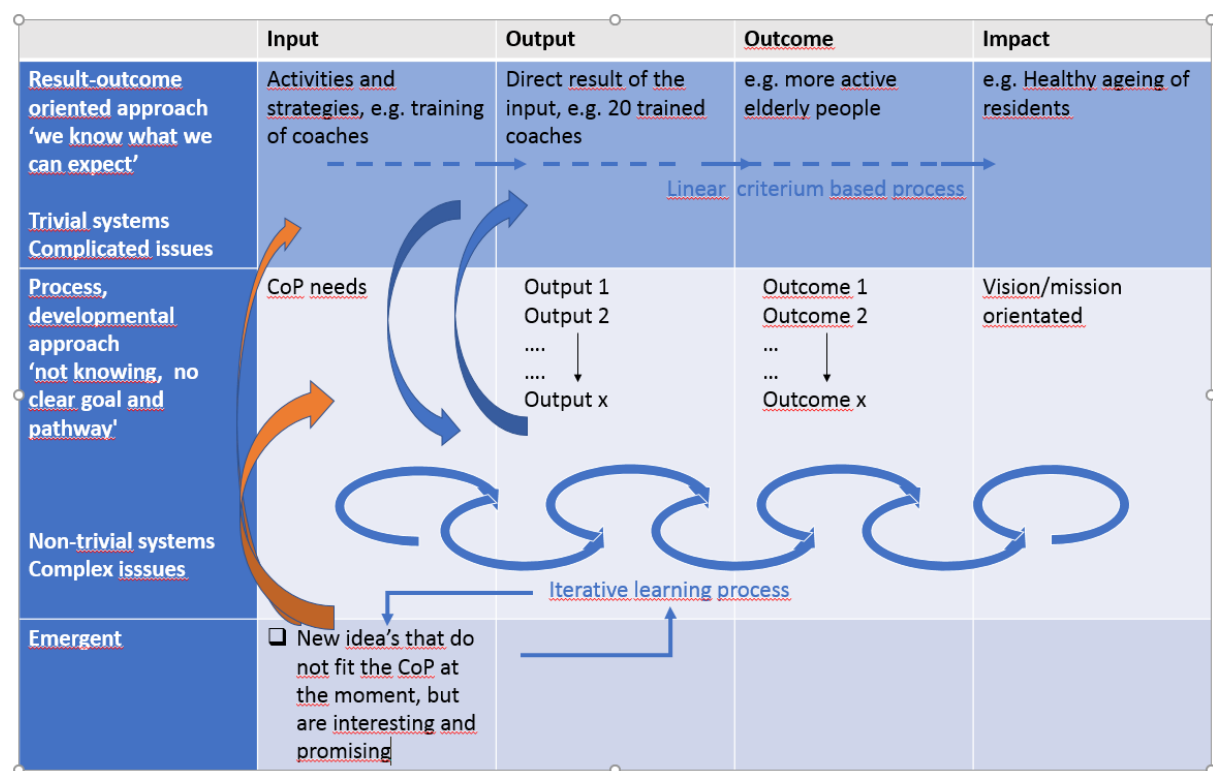 Input
Output
Outcome
Impact
Result-outcome
oriented approach
‘we know what we
can expect’
Trivial systems
Complicated issues
Activities and
strategies, e.g. training
of coaches
Direct result of the
input, e.g. 20 trained
coaches
e.g. more active
elderly people
e.g. Healthy ageing of
residents
Linear criterium based process
Process,
developmental
approach
‘not knowing, no
clear goal and
pathway'
Non-trivial systems
Complex isssues
CoP needs
Output 1
Output 2
....
....
Output x
Outcome 1
Outcome 2
...
...
Outcome x
Vision/mission
orientated
Iterative learning process
Emergent
❑ New idea’s that do
not fit the CoP at
the moment, but
are interesting and
promising